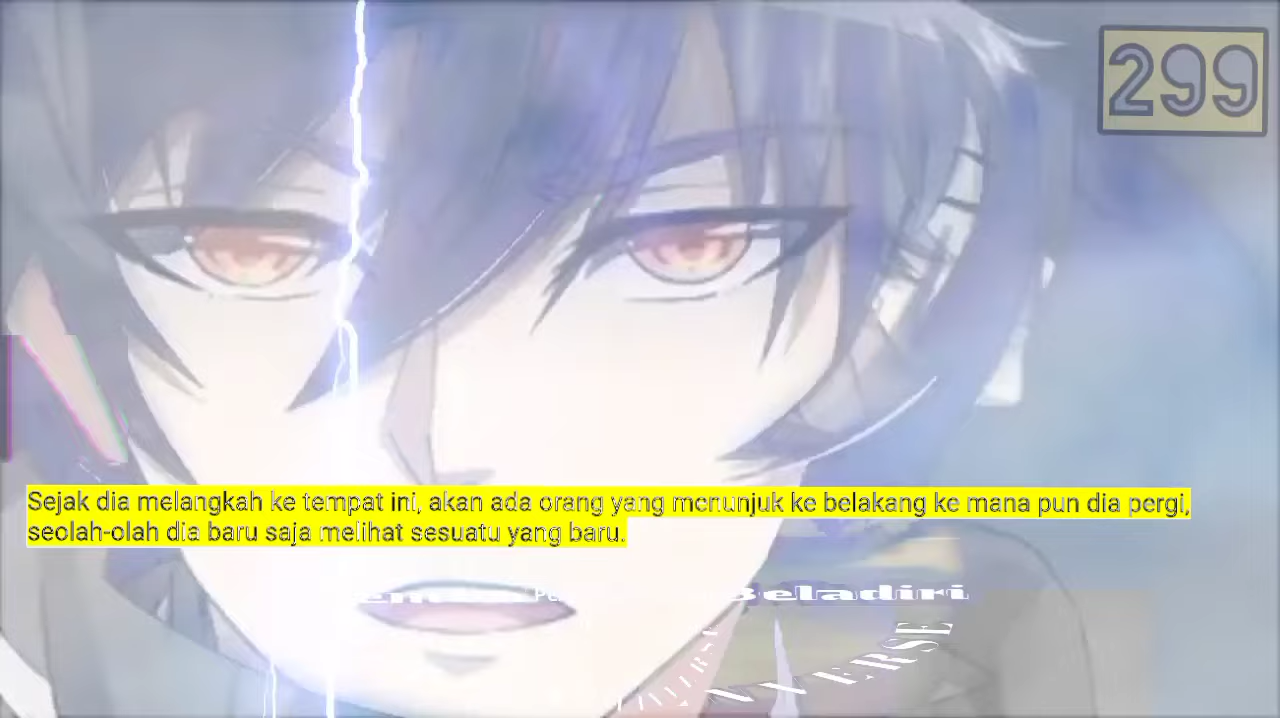 299
Sejak dia melangkah ke tempat ini, akan ada orang yang menunjuk ke belakang ke mana pun dia pergi,
seolah-olah dia baru saja melihat sesuatu yang baru.
Beladiri